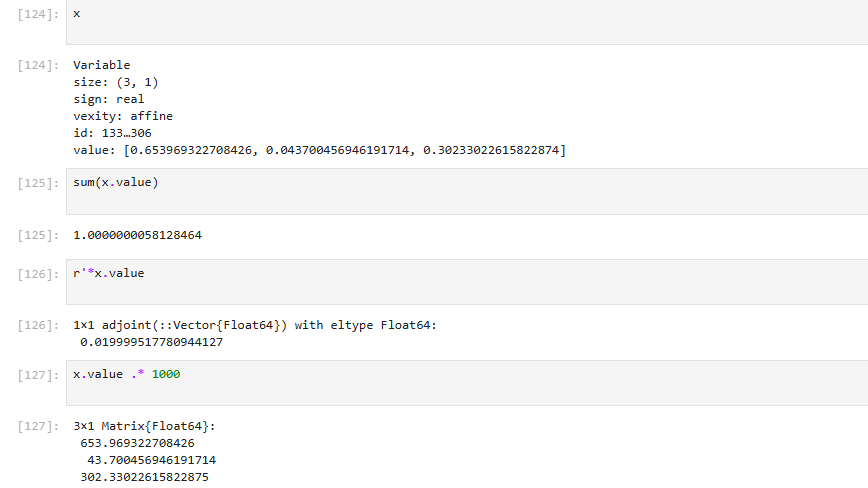 [124]: x
[124]: Variable
size: (3, 1)
sign: real
vexity: affine
id: 133…306
value: [0.653969322708426, 0.043700456946191714, 0.30233022615822874]
[125]: sum(x.value)
[125]: 1.0000000058128464
[126]: r'*x.value
[126]: 1×1 adjoint(::Vector{Float64}) with eltype Float64:
0.019999517780944127
[127]: x.value .* 1000
[127]: 3×1 Matrix{Float64}:
653.969322708426
43.700456946191714
302.33022615822875